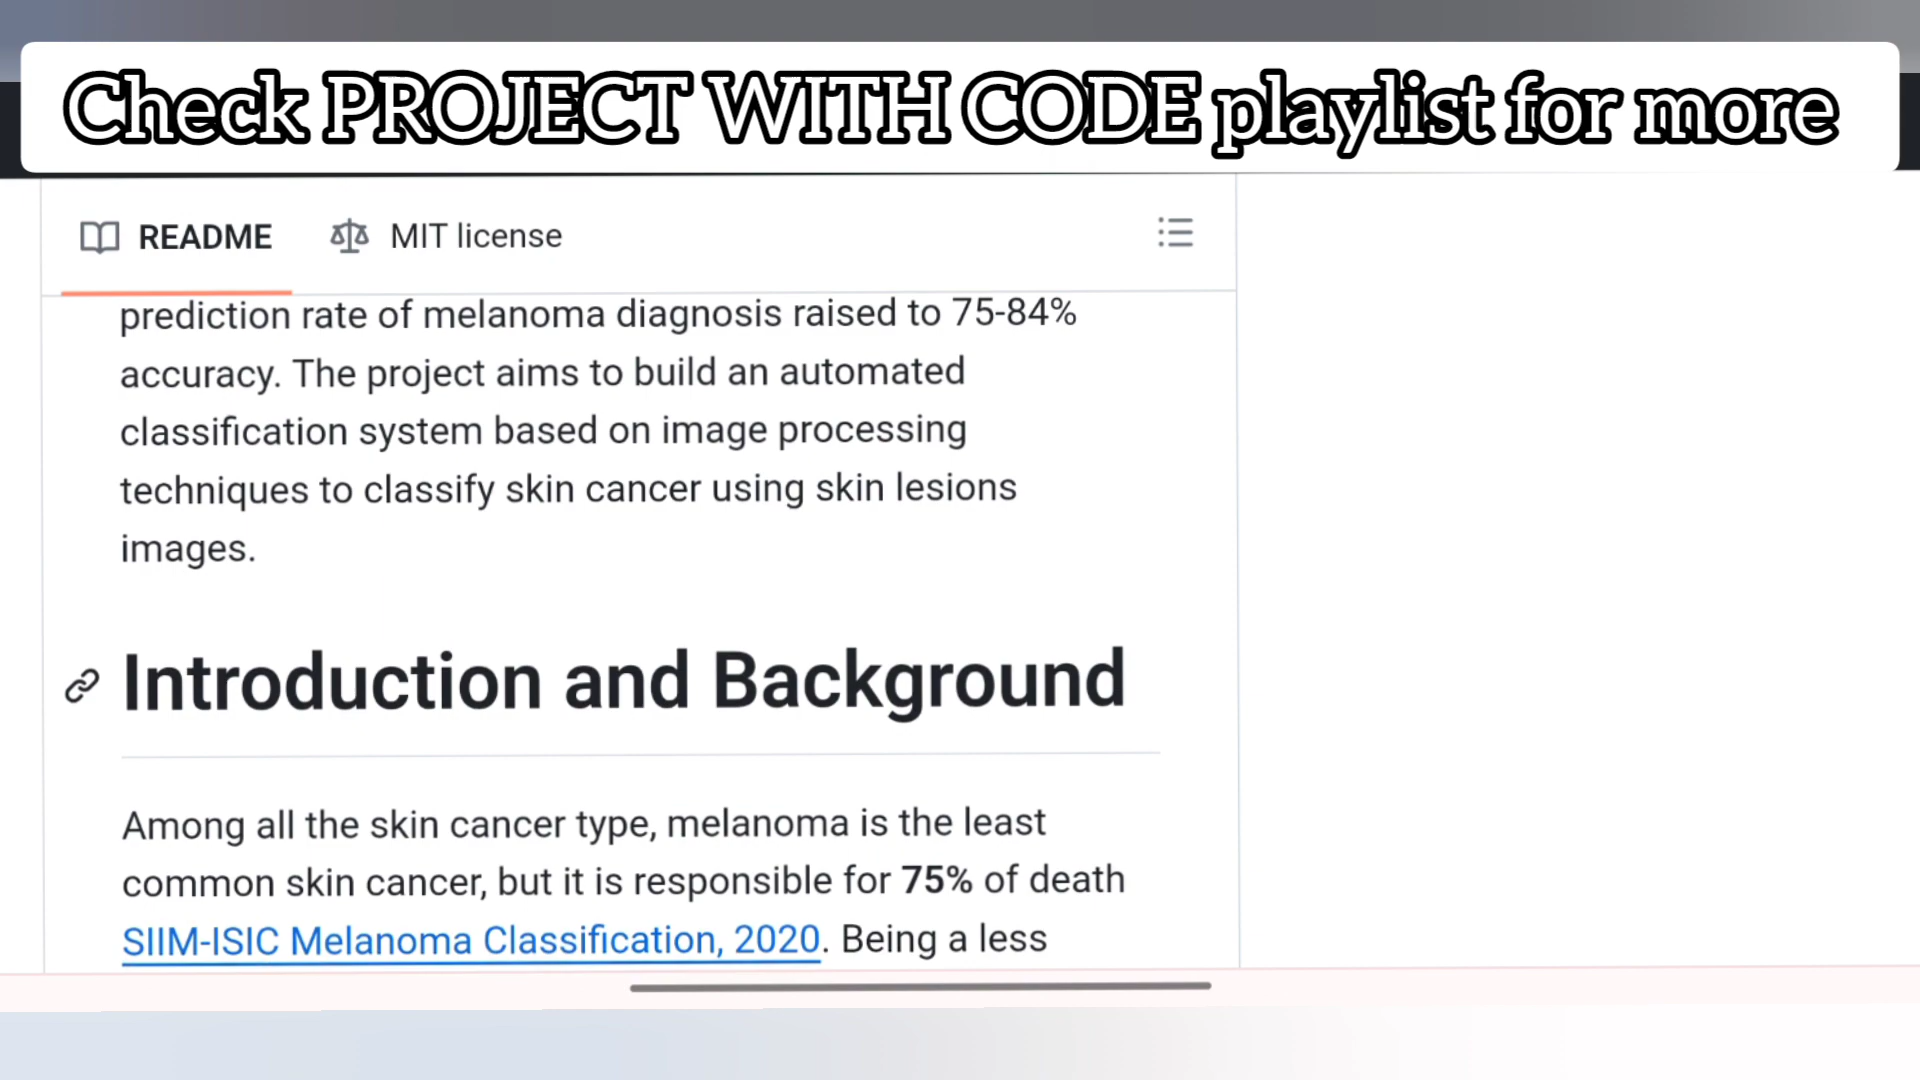 Check PROJECT WITH CODE playlist for more
README MIT license
prediction rate of melanoma diagnosis raised to 75-84%
accuracy. The project aims to build an automated
classification system based on image processing
techniques to classify skin cancer using skin lesions
images.
Introduction and Background
Among all the skin cancer type, melanoma is the least
common skin cancer, but it is responsible for 75% of death
SIIM-ISIC Melanoma Classification, 2020. Being a less